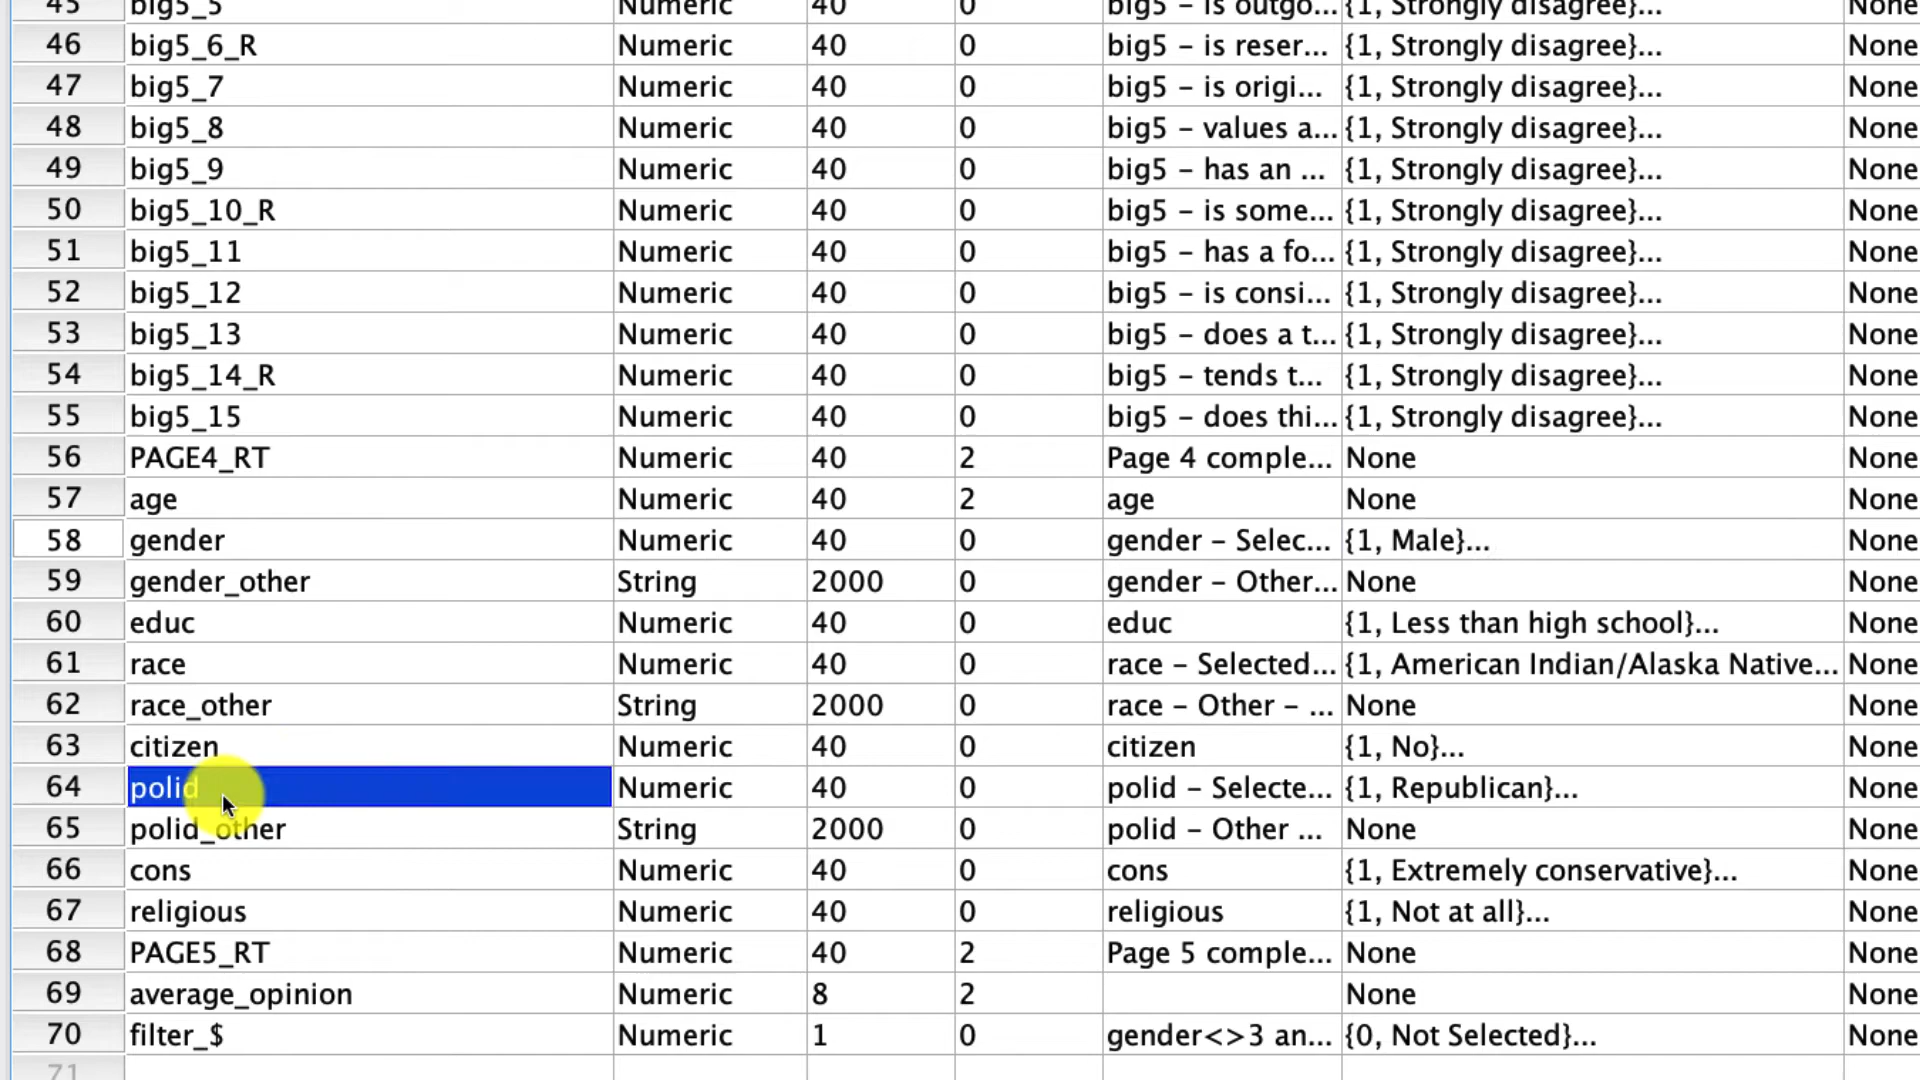 45 big5_5 Numeric 40 0 big5 – is outgo... {1, Strongly disagree}... None
46 big5_6_R Numeric 40 0 big5 – is reser... {1, Strongly disagree}... None
47 big5_7 Numeric 40 0 big5 – is origi... {1, Strongly disagree}... None
48 big5_8 Numeric 40 0 big5 – values a... {1, Strongly disagree}... None
49 big5_9 Numeric 40 0 big5 – has an ... {1, Strongly disagree}... None
50 big5_10_R Numeric 40 0 big5 – is some... {1, Strongly disagree}... None
51 big5_11 Numeric 40 0 big5 – has a fo... {1, Strongly disagree}... None
52 big5_12 Numeric 40 0 big5 – is consi... {1, Strongly disagree}... None
53 big5_13 Numeric 40 0 big5 – does a t... {1, Strongly disagree}... None
54 big5_14_R Numeric 40 0 big5 – tends t... {1, Strongly disagree}... None
55 big5_15 Numeric 40 0 big5 – does thi... {1, Strongly disagree}... None
56 PAGE4_RT Numeric 40 2 Page 4 comple... None None
57 age Numeric 40 2 age None None
58 gender Numeric 40 0 gender – Selec... {1, Male}... None
59 gender_other String 2000 0 gender – Other... None None
60 educ Numeric 40 0 educ {1, Less than high school}... None
61 race Numeric 40 0 race – Selected... {1, American Indian/Alaska Native... None
62 race_other String 2000 0 race – Other – ... None None
63 citizen Numeric 40 0 citizen {1, No}... None
64 polid Numeric 40 0 polid – Selecte... {1, Republican}... None
65 polid_other String 2000 0 polid – Other ... None None
66 cons Numeric 40 0 cons {1, Extremely conservative}... None
67 religious Numeric 40 0 religious {1, Not at all}... None
68 PAGE5_RT Numeric 40 2 Page 5 comple... None None
69 average_opinion Numeric 8 2 None None
70 filter_$ Numeric 1 0 gender<>3 an... {0, Not Selected}... None
71